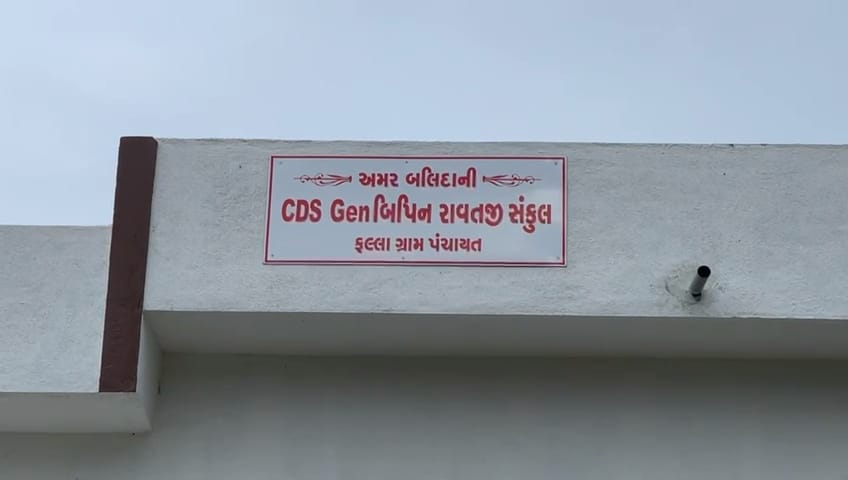 અમર બલિદાની
CDS Gen બિપિન રાવતજી સંકુલ
ફલ્લા ગ્રામ પંચાયત